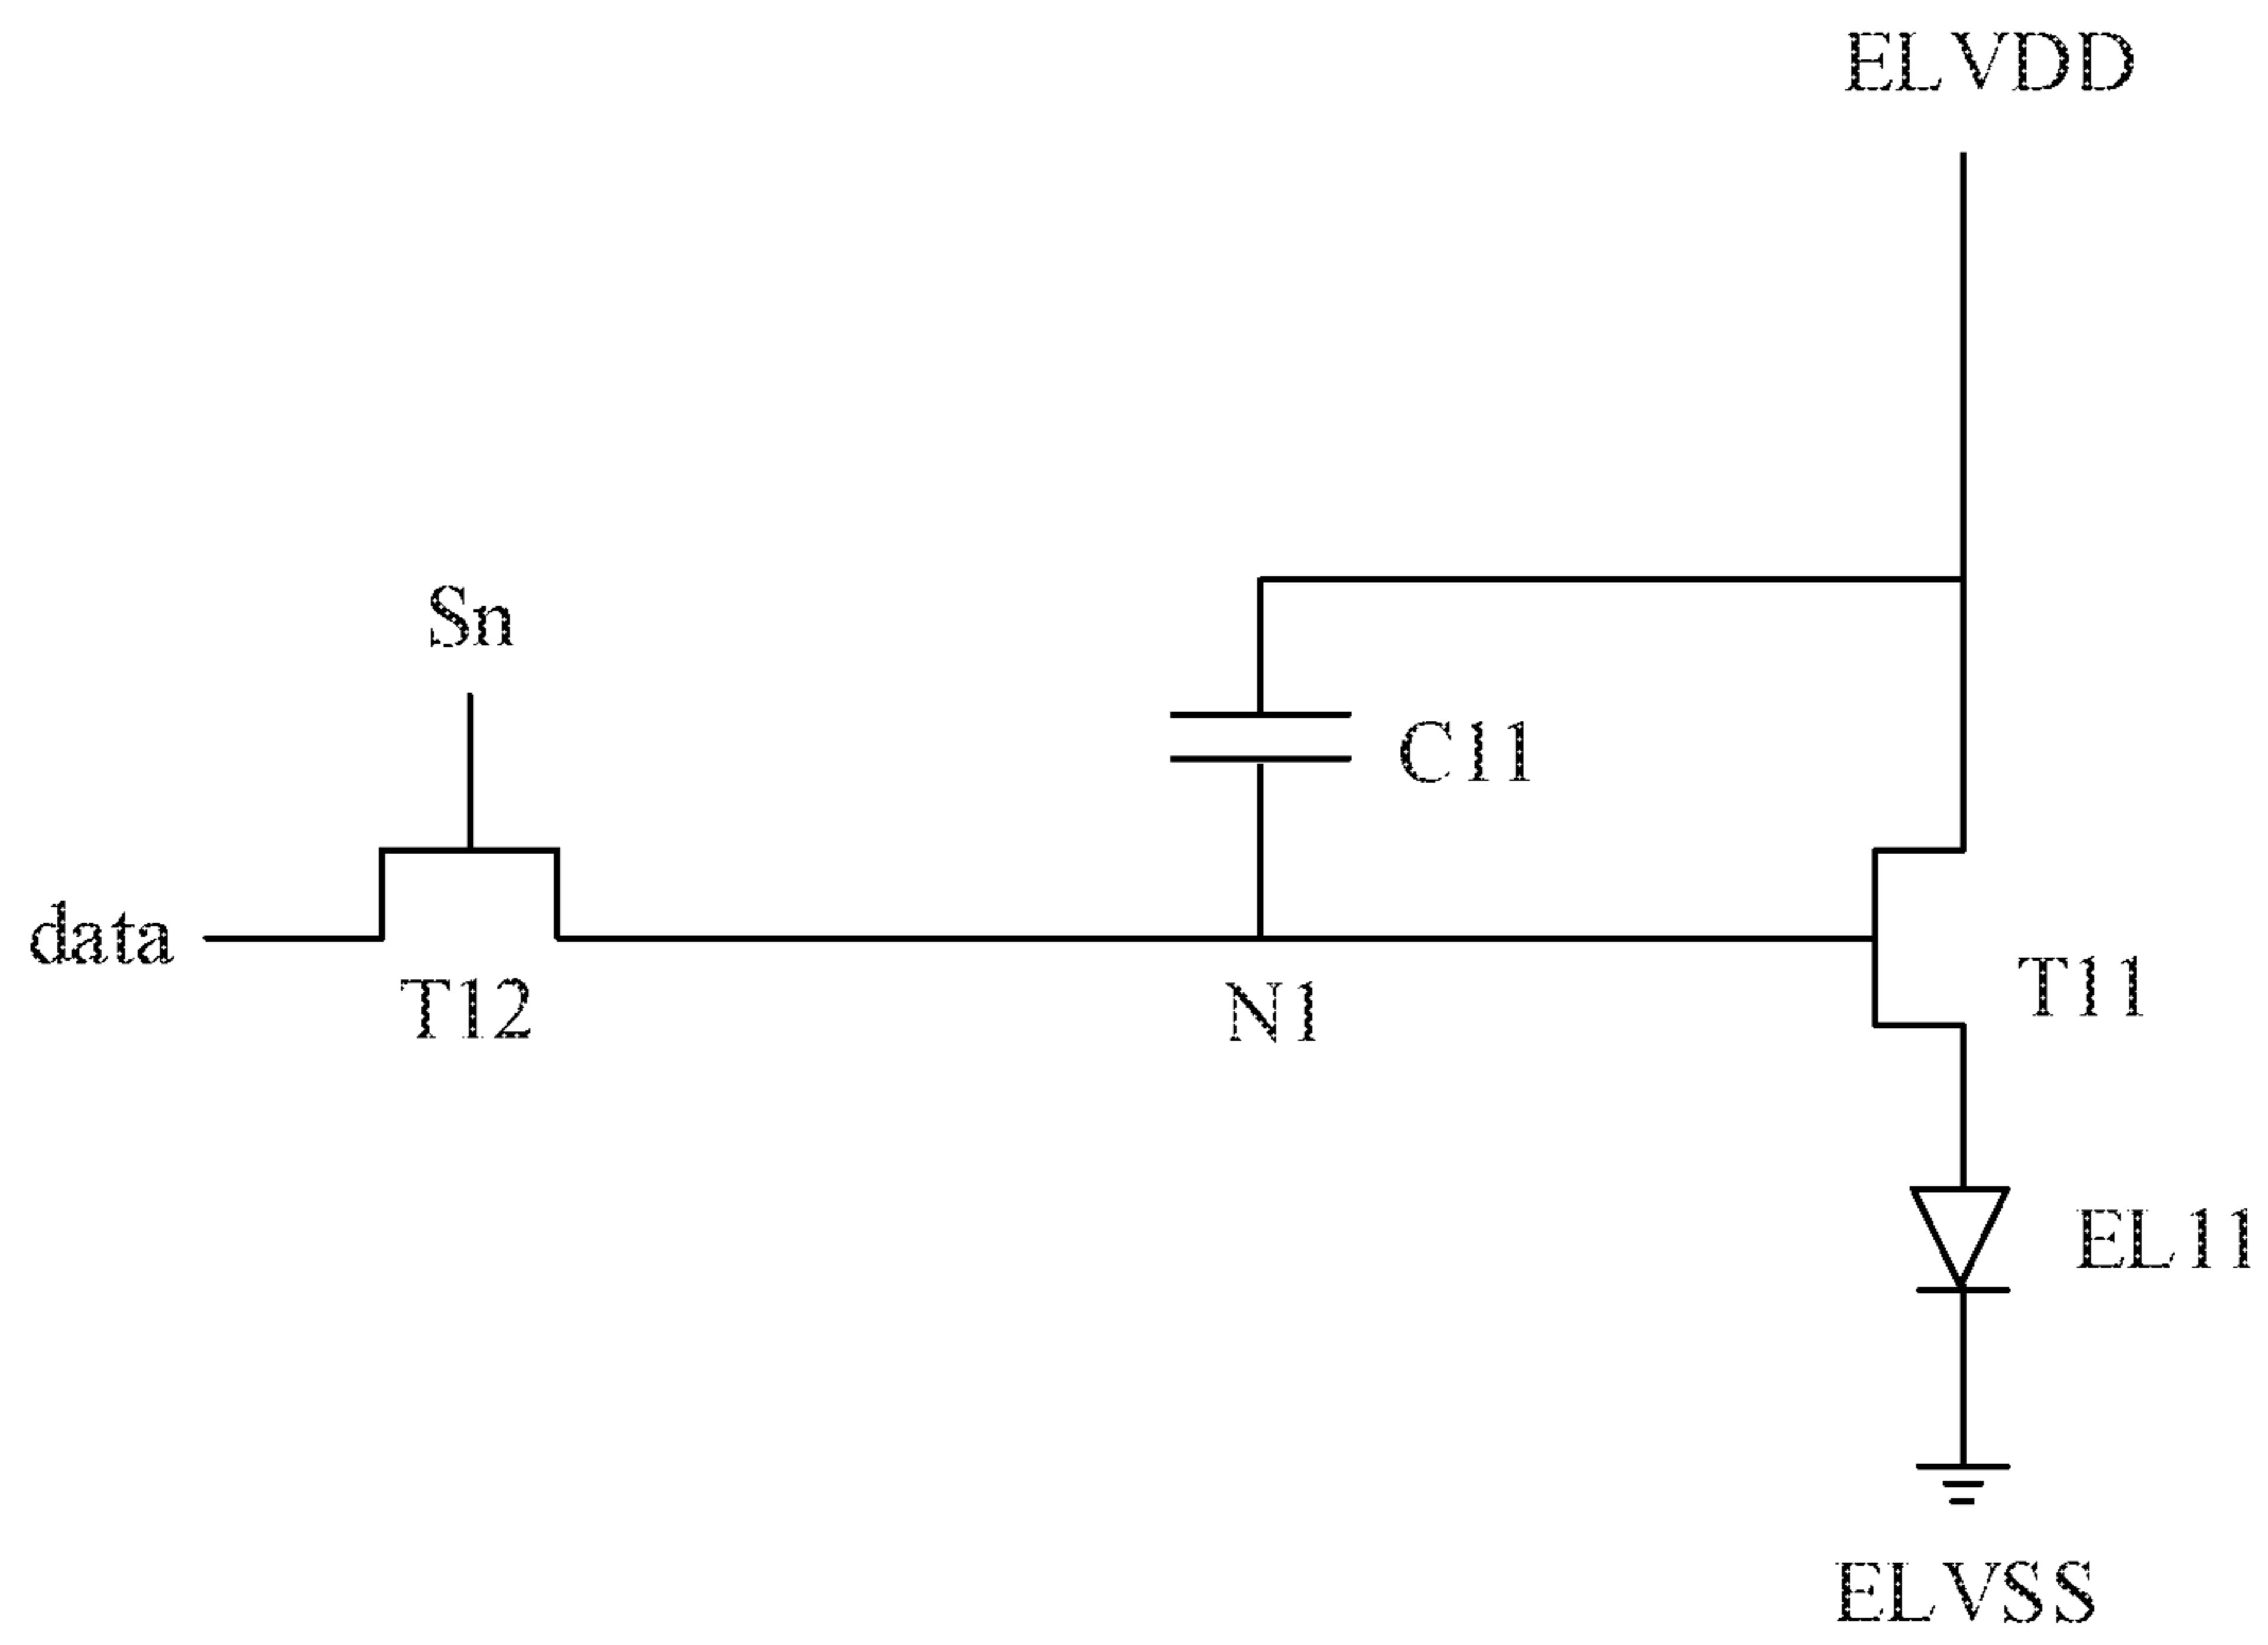 ELVDD
Sn
C11
data
T12
N1
T11
EL11
ELVSS